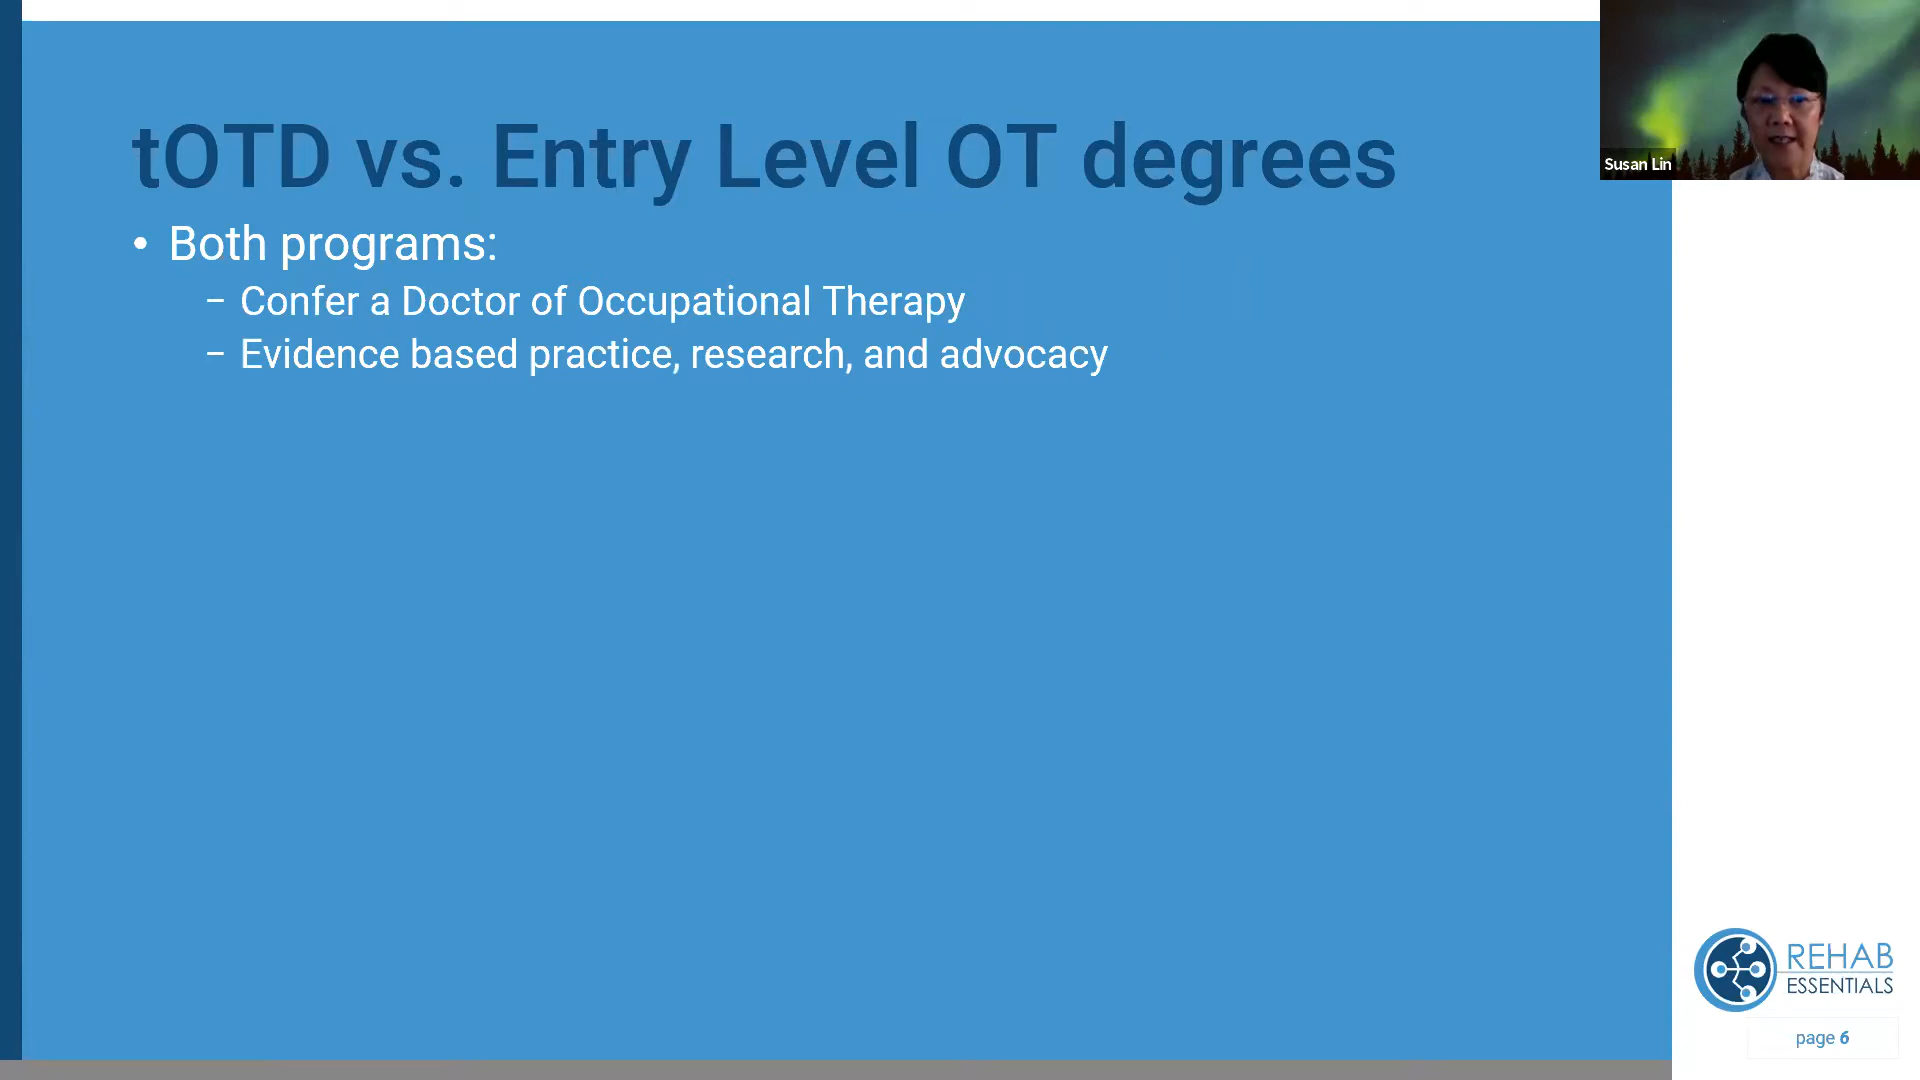 tOTD vs. Entry Level OT degrees
• Both programs:
– Confer a Doctor of Occupational Therapy
– Evidence based practice, research, and advocacy
Susan Lin
REHAB
ESSENTIALS
page 6